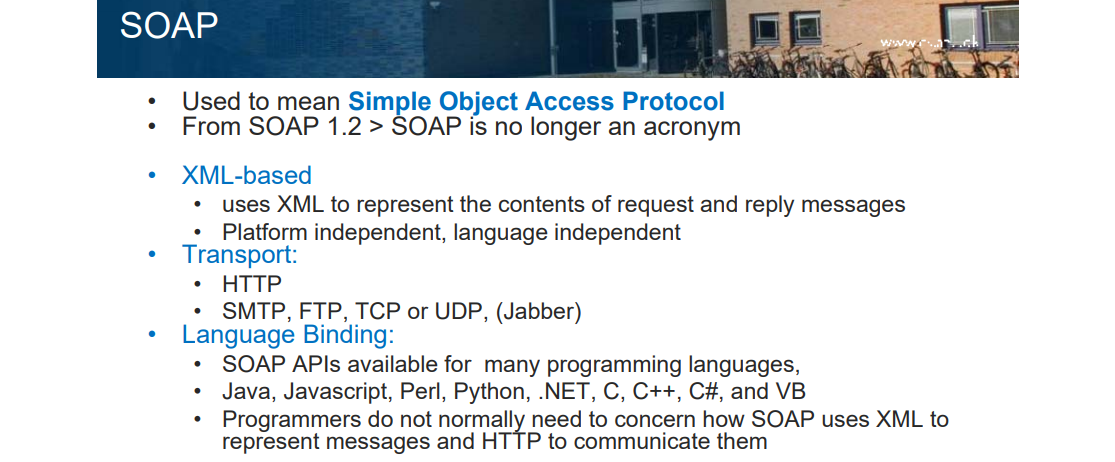 SOAP
• Used to mean Simple Object Access Protocol
• From SOAP 1.2 > SOAP is no longer an acronym
• XML-based
• uses XML to represent the contents of request and reply messages
• Platform independent, language independent
• Transport:
• HTTP
• SMTP, FTP, TCP or UDP, (Jabber)
• Language Binding:
• SOAP APIs available for  many programming languages,
• Java, Javascript, Perl, Python, .NET, C, C++, C#, and VB
• Programmers do not normally need to concern how SOAP uses XML to
represent messages and HTTP to communicate them